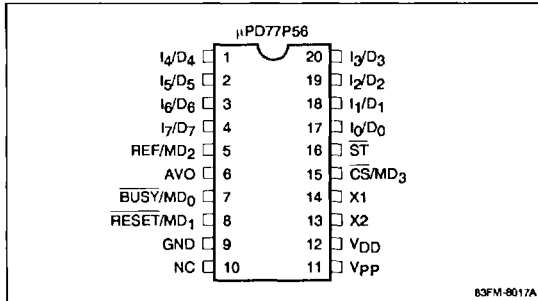 μPD77P56
I4/D4 1 20 I3/D3
I5/D5 2 19 I2/D2
I6/D6 3 18 I1/D1
I7/D7 4 17 I0/D0
REF/MD2 5 16 ST
AVO 6 15 CS/MD3
BUSY/MD0 7 14 X1
RESET/MD1 8 13 X2
GND 9 12 VDD
NC 10 11 VPP
83FM-8017A